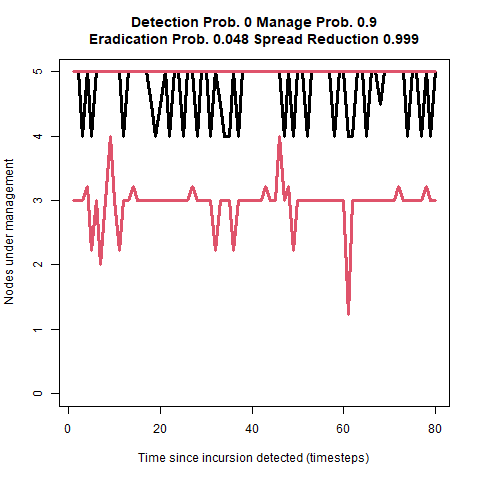 Detection Prob. 0 Manage Prob. 0.9
Eradication Prob. 0.048 Spread Reduction 0.999
Nodes under management
5
4
3
2
1
0
0
20
40
60
80
Time since incursion detected (timesteps)